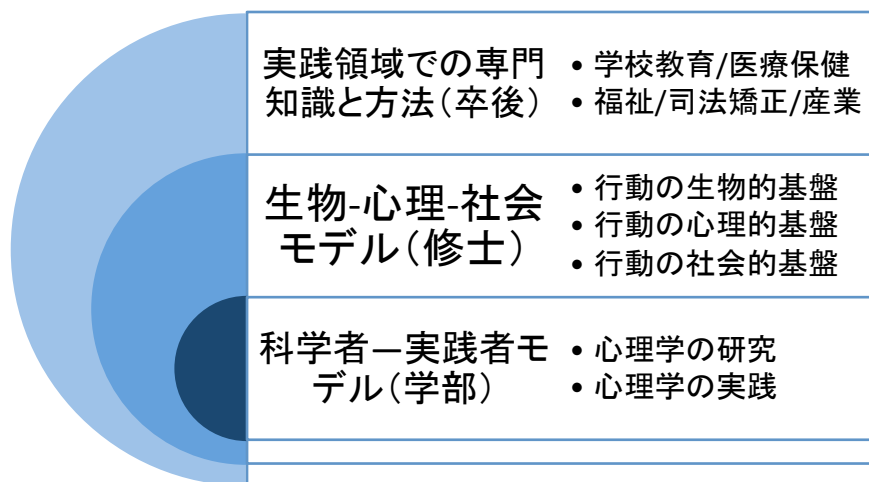 実践領域での専門
知識と方法（卒後）
• 学校教育/医療保健
• 福祉/司法矯正/産業
生物-心理-社会
モデル（修士）
• 行動の生物的基盤
• 行動の心理的基盤
• 行動の社会的基盤
科学者—実践者モ
デル（学部）
• 心理学の研究
• 心理学の実践